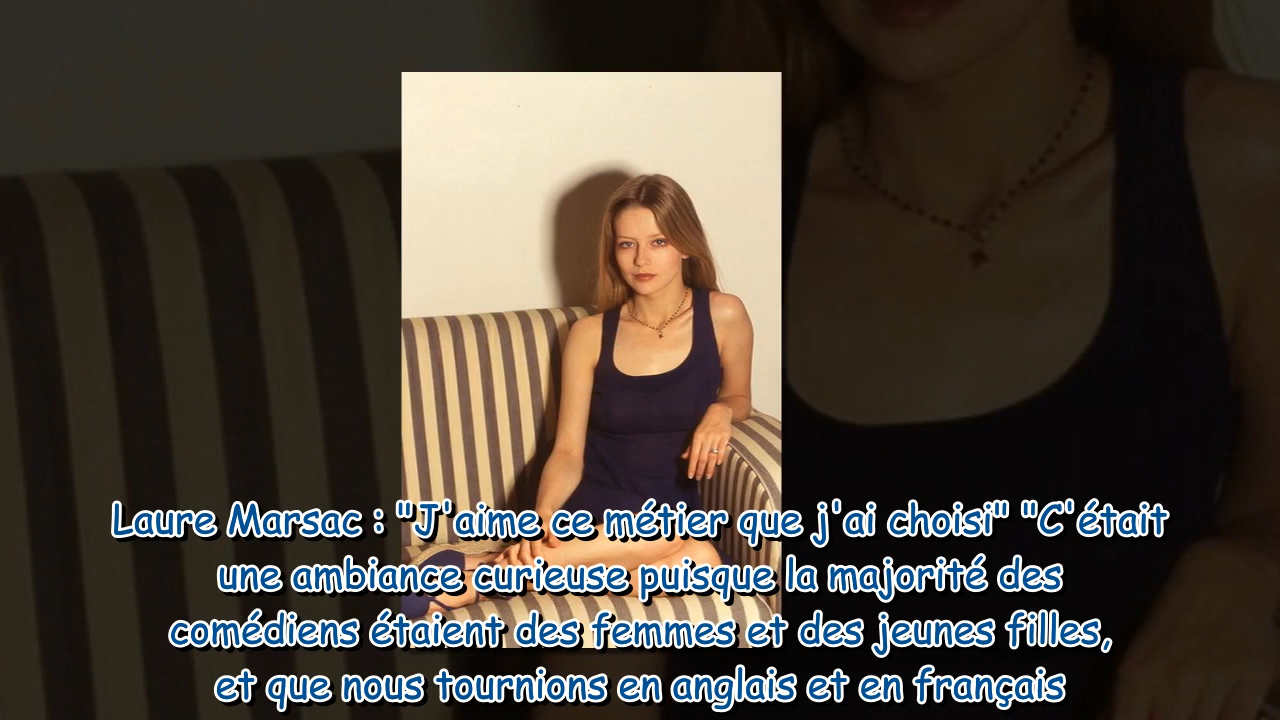 Laure Marsac : "J'aime ce métier que j'ai choisi" "C'était
une ambiance curieuse puisque la majorité des
comédiens étaient des femmes et des jeunes filles,
et que nous tournions en anglais et en français